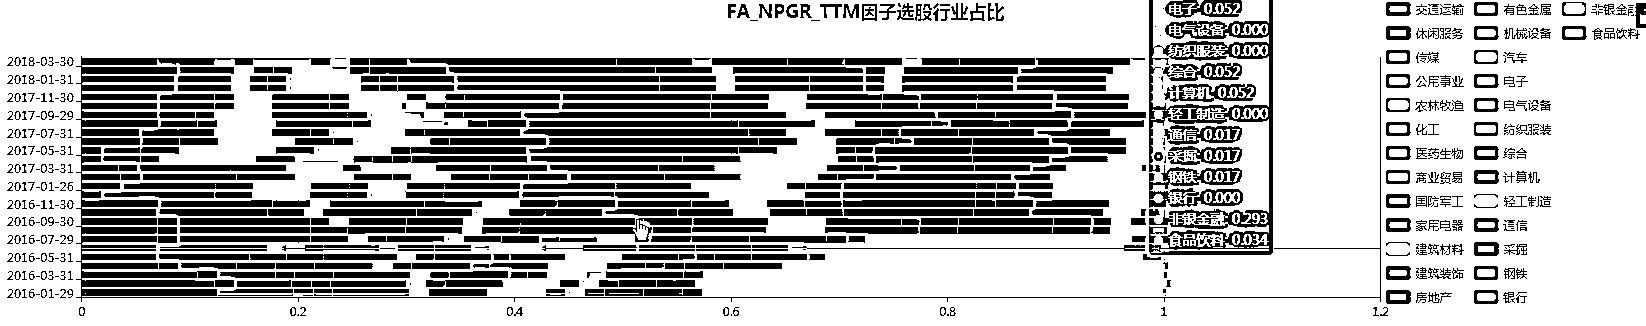 FA_NPGR_TTM因子选股行业占比
电子 0.052
电气设备 0.000
纺织服装 0.000
综合 0.052
计算机 0.052
轻工制造 0.000
通信 0.017
采掘 0.017
钢铁 0.017
银行 0.000
非银金融 0.293
食品饮料 0.034
2018-03-30
2018-01-31
2017-11-30
2017-09-29
2017-07-31
2017-05-31
2017-03-31
2017-01-26
2016-11-30
2016-09-30
2016-07-29
2016-05-31
2016-03-31
2016-01-29
0 0.2 0.4 0.6 0.8 1 1.2
交通运输 有色金属 非银金融
休闲服务 机械设备 食品饮料
传媒 汽车
公用事业 电子
农林牧渔 电气设备
化工 纺织服装
医药生物 综合
商业贸易 计算机
国防军工 轻工制造
家用电器 通信
建筑材料 采掘
建筑装饰 钢铁
房地产 银行